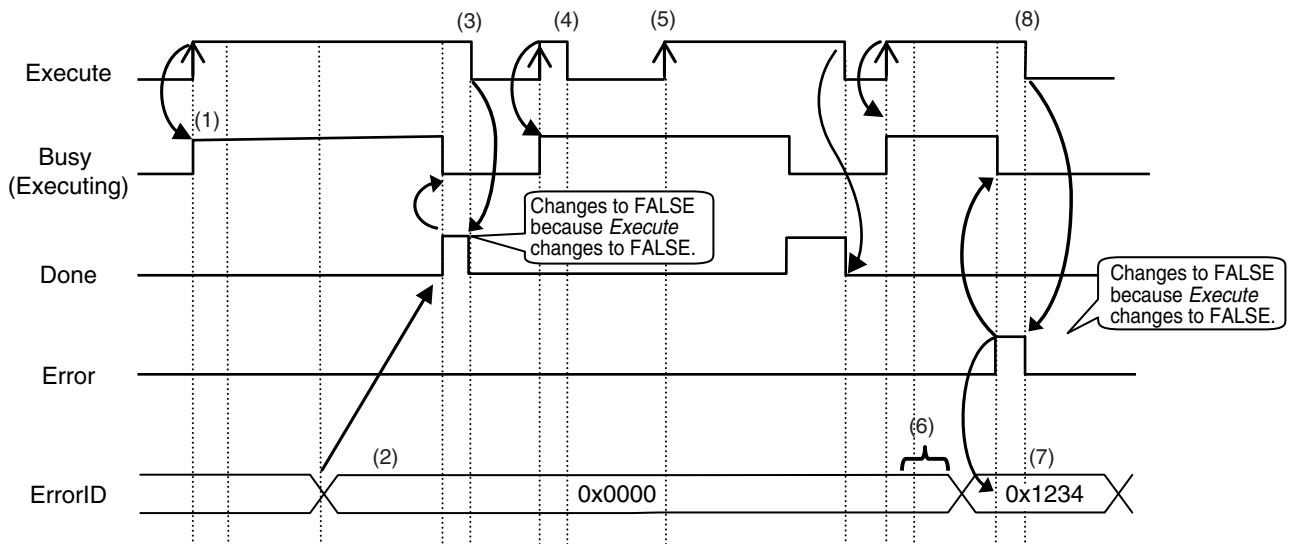 (3)
(4)
(5)
(8)
Execute
(1)
Busy
(Executing)
Changes to FALSE
because Execute
changes to FALSE.
Done
Changes to FALSE
because Execute
changes to FALSE.
Error
(6)
(2)
(7)
ErrorID
0x0000
0x1234